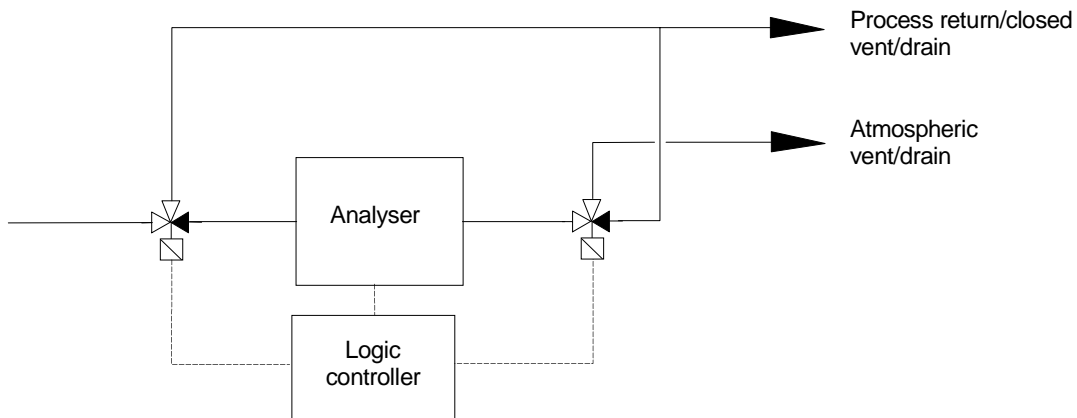 Process return/closed
vent/drain
Atmospheric
vent/drain
Analyser
Logic
controller